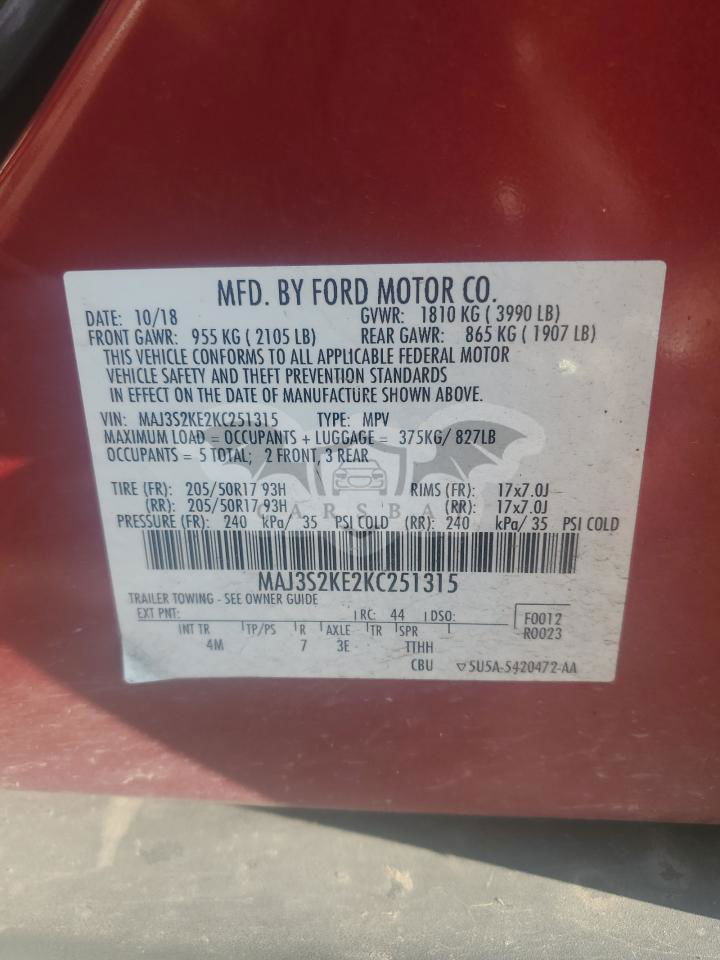 MFD. BY FORD MOTOR CO.
DATE: 10/18 GVWR: 1810 KG ( 3990 LB)
FRONT GAWR: 955 KG ( 2105 LB) REAR GAWR: 865 KG ( 1907 LB)
THIS VEHICLE CONFORMS TO ALL APPLICABLE FEDERAL MOTOR
VEHICLE SAFETY AND THEFT PREVENTION STANDARDS
IN EFFECT ON THE DATE OF MANUFACTURE SHOWN ABOVE.
VIN: MAJ3S2KE2KC251315 TYPE: MPV
MAXIMUM LOAD = OCCUPANTS + LUGGAGE = 375KG/ 827LB
OCCUPANTS = 5 TOTAL; 2 FRONT, 3 REAR
TIRE (FR): 205/50R17 93H RIMS (FR): 17x7.0J
(RR): 205/50R17 93H (RR): 17x7.0J
CARSBAT
PRESSURE (FR): 240 kPa/ 35 PSI COLD (RR): 240 kPa/ 35 PSI COLD
MAJ3S2KE2KC251315
TRAILER TOWING - SEE OWNER GUIDE
EXT PNT: RC: 44 DSO: F0012
INT TR TP/PS R AXLE TR SPR R0023
4M 7 3E TTHH
CBU 5U5A-5420472-AA